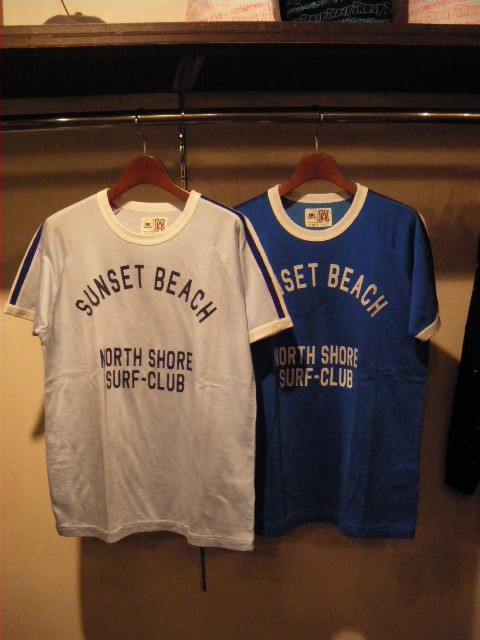 SUNSET BEACH
NORTH SHORE
SURF-CLUB
SET BEACH
NORTH SHORE
SURF-CLUB